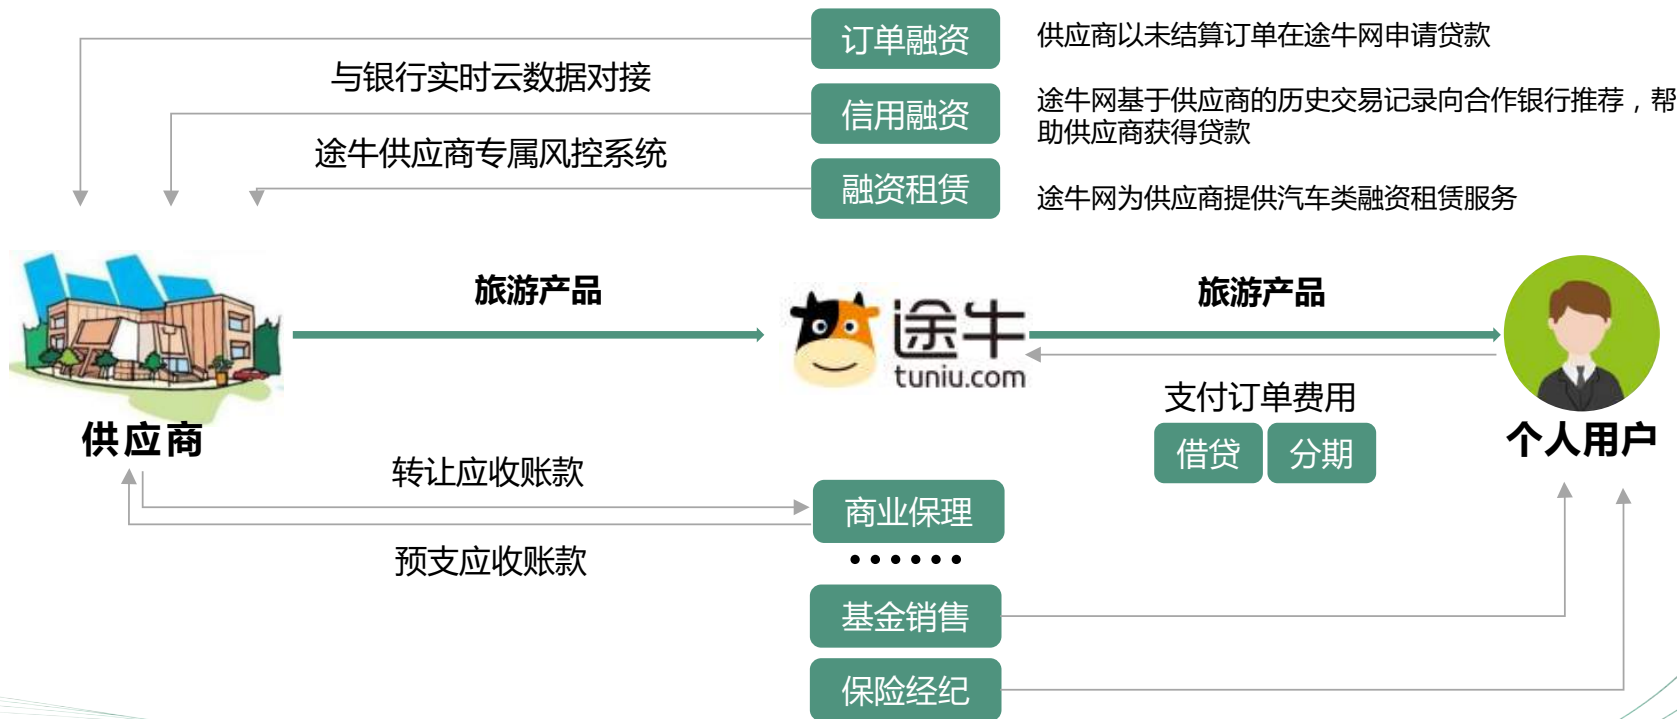 订单融资
供应商以未结算订单在途牛网申请贷款
与银行实时云数据对接
信用融资
途牛网基于供应商的历史交易记录向合作银行推荐，帮
助供应商获得贷款
途牛供应商专属风控系统
融资租赁
途牛网为供应商提供汽车类融资租赁服务
旅游产品
途牛
tuniu.com
旅游产品
支付订单费用
借贷
分期
供应商
个人用户
转让应收账款
商业保理
••••••
预支应收账款
基金销售
保险经纪